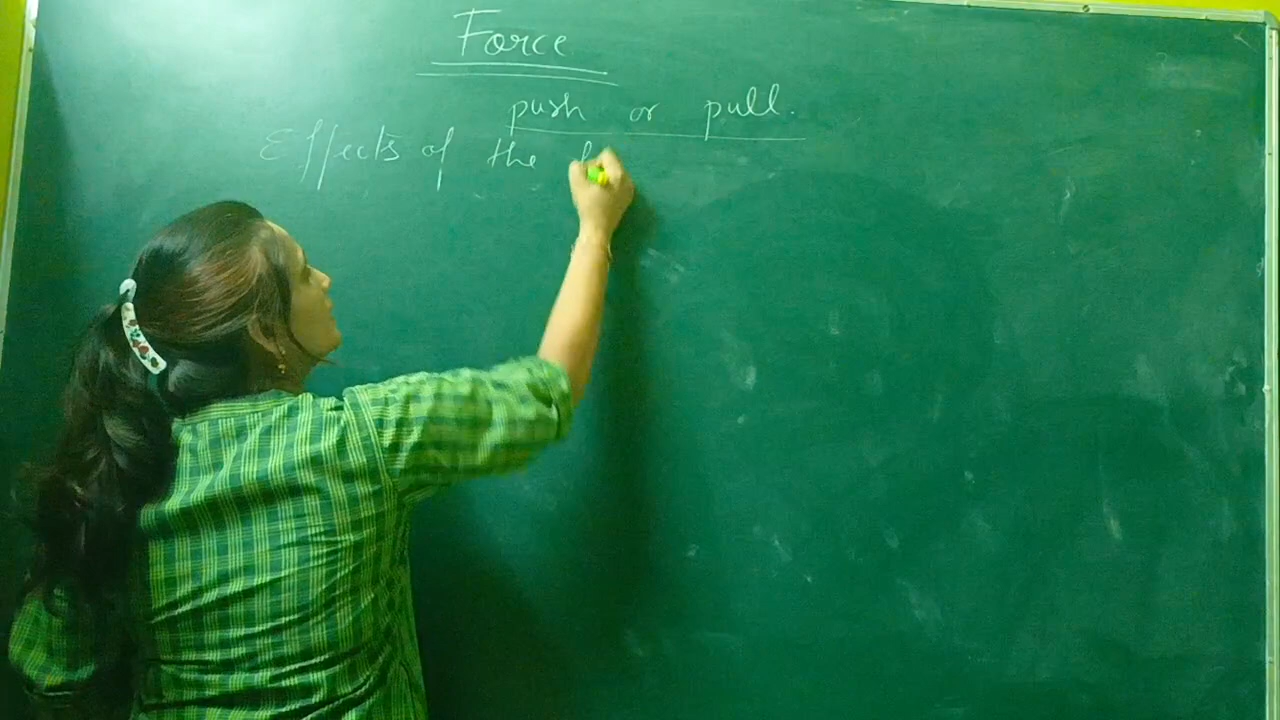 Force
push or pull.
Effects of the f